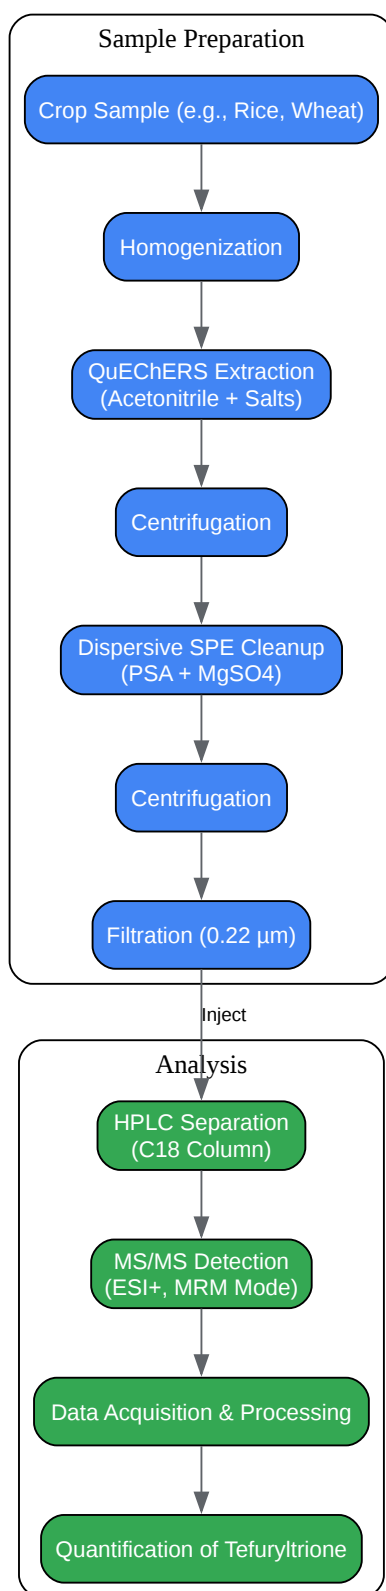 Sample Preparation
Crop Sample (e.g., Rice, Wheat)
Homogenization
QuEChERS Extraction
(Acetonitrile + Salts)
Centrifugation
Dispersive SPE Cleanup
(PSA + MgSO4)
Centrifugation
Filtration (0.22 µm)
Inject
Analysis
HPLC Separation
(C18 Column)
MS/MS Detection
(ESI+, MRM Mode)
Data Acquisition & Processing
Quantification of Tefuryltrione